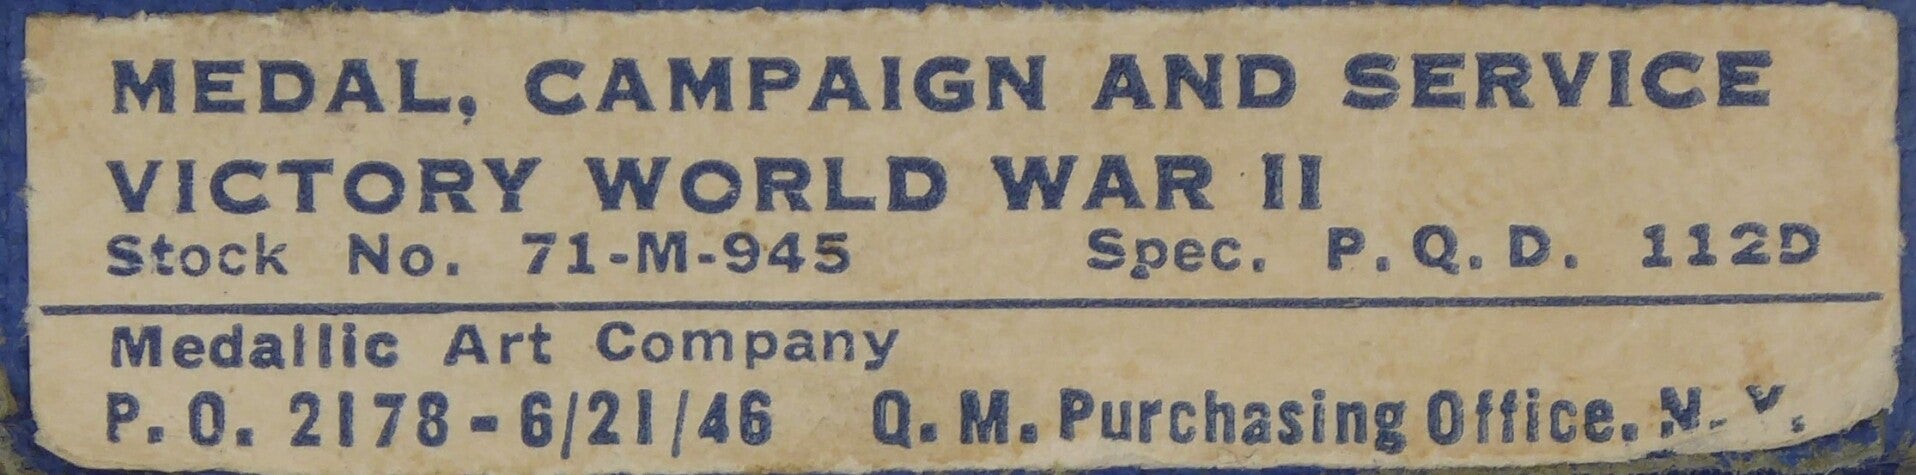 MEDAL, CAMPAIGN AND SERVICE
VICTORY WORLD WAR II
Stock No. 71-M-945 Spec. P. Q. D. 112D
Medallic Art Company
P. O. 2178 - 6/21/46 Q. M. Purchasing Office. N. Y.